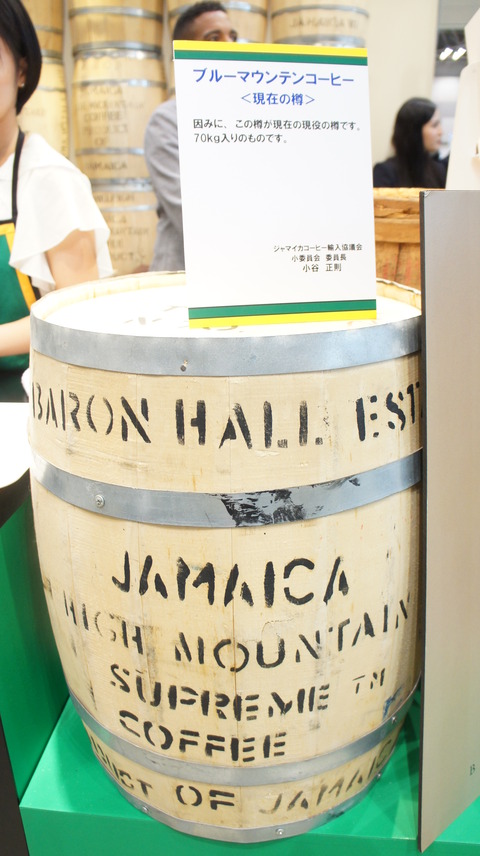 ブルーマウンテンコーヒー
<現在の樽>
因みに、この樽が現在の現役の樽です。
70kg入りのものです。
ジャマイカコーヒー輸入協議会
小委員会 委員長
小谷 正則
BARON HALL EST
JAMAICA
HIGH MOUNTAIN
SUPREME TM
COFFEE
OF JAMAICA